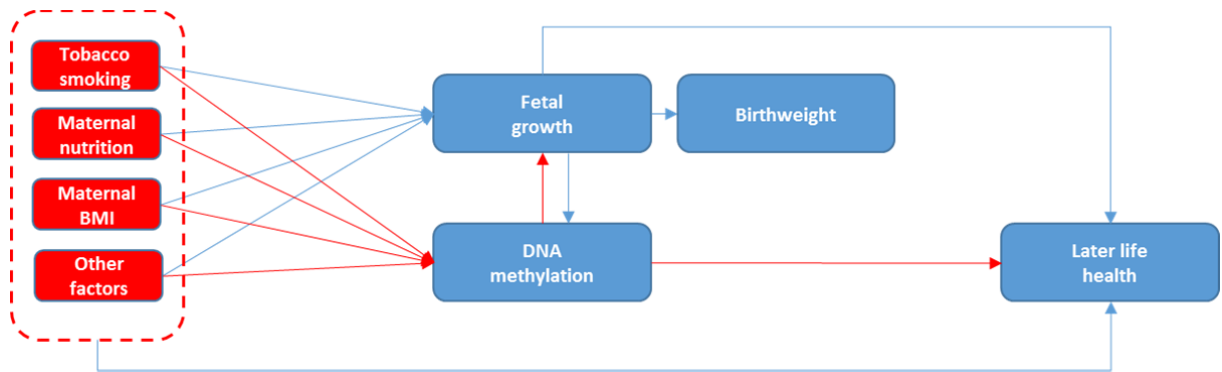 Tobacco
smoking
Maternal
nutrition
Maternal
BMI
Other
factors
Fetal
growth
Birthweight
DNA
methylation
Later life
health